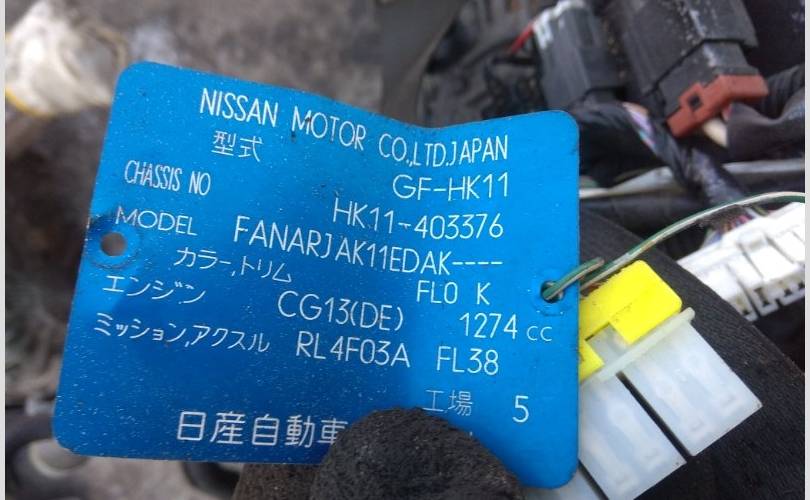 NISSAN MOTOR CO.,LTD.JAPAN
型式 GF-HK11
CHASSIS NO HK11-403376
MODEL FANARJAK11EDAK----
カラー,トリム FL0 K
エンジン CG13(DE) 1274 CC
ミッション,アクスル RL4F03A FL38
工場 5
日産自動車